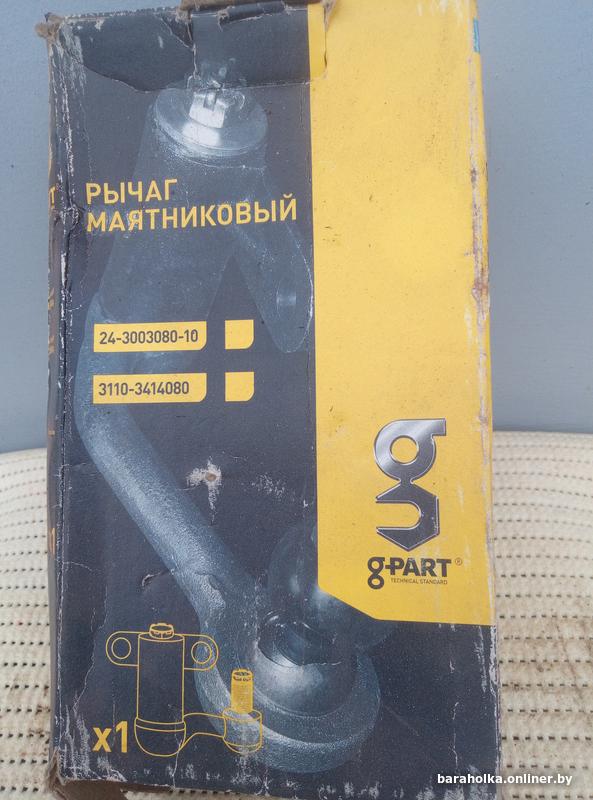 РЫЧАГ
МАЯТНИКОВЫЙ
24-3003080-10
3110-3414080
g-PART®
TECHNICAL STANDARD
x1
baraholka.onliner.by